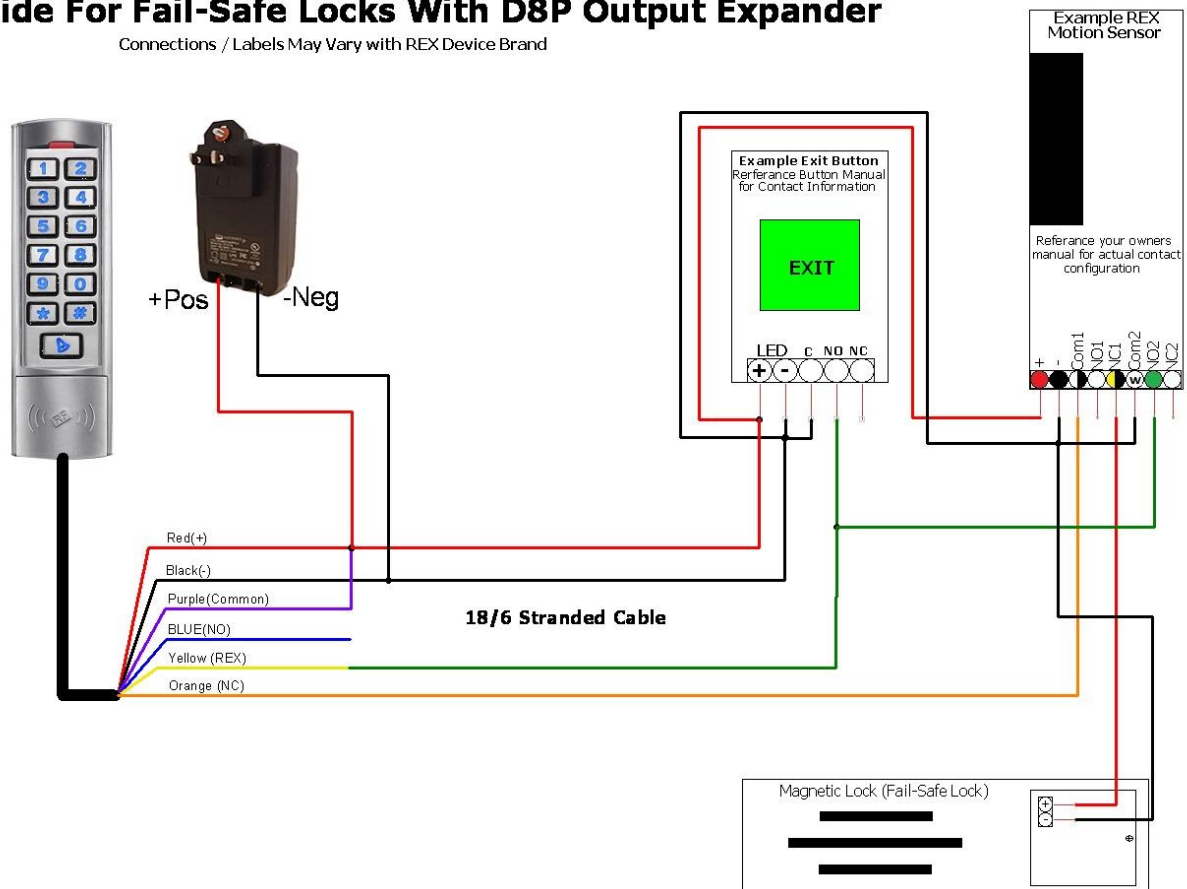 ide For Fail-Safe Locks With D8P Output Expander
Connections / Labels May Vary with REX Device Brand
Example REX
Motion Sensor
1 2
3 4
5 6
7 8
9 0
* #
RF
+Pos
-Neg
Example Exit Button
Rerferance Button Manual
for Contact Information
EXIT
LED C NO NC
+ -
Referance your owners
manual for actual contact
configuration
+ - Com1 NO1 NC1 Com2 NO2 NC2
W
Red(+)
Black(-)
Purple(Common)
BLUE(NO)
Yellow (REX)
Orange (NC)
18/6 Stranded Cable
Magnetic Lock (Fail-Safe Lock)
+
-